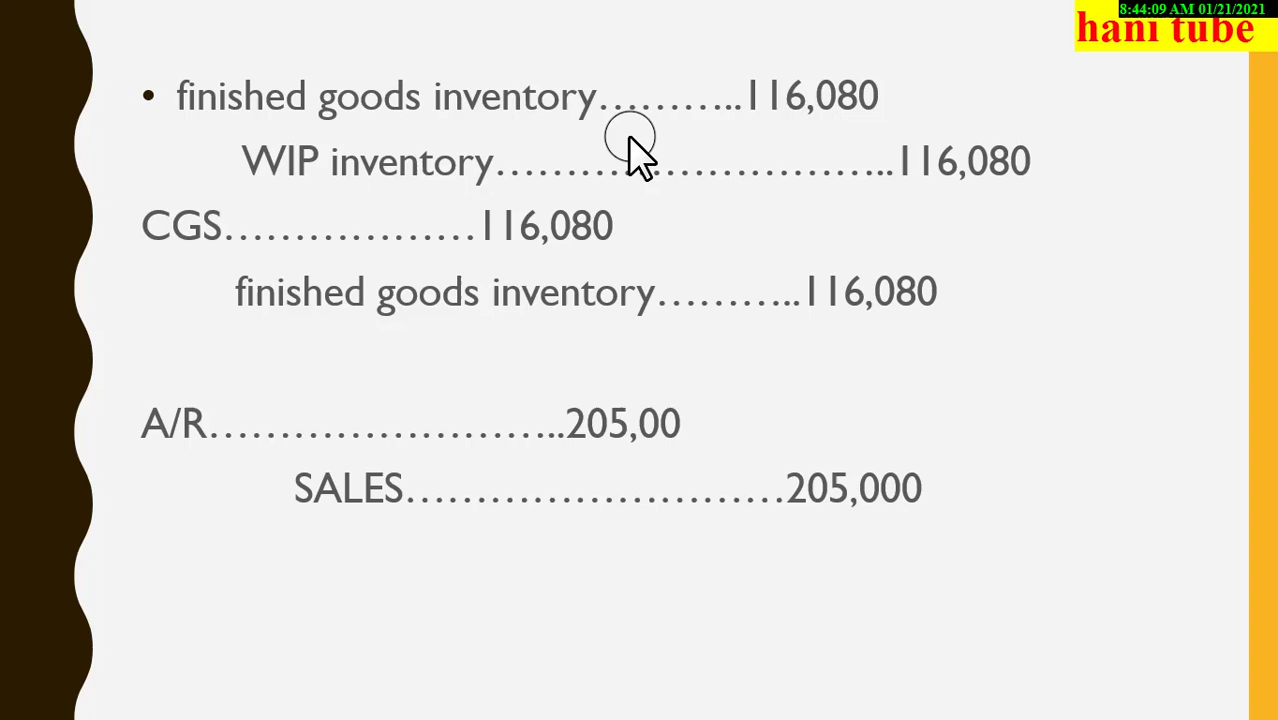 8:44:09 AM 01/21/2021
hani tube
• finished goods inventory………..116,080
WIP inventory……………………………..116,080
CGS………………116,080
finished goods inventory………..116,080
A/R……………………..205,00
SALES………………………205,000